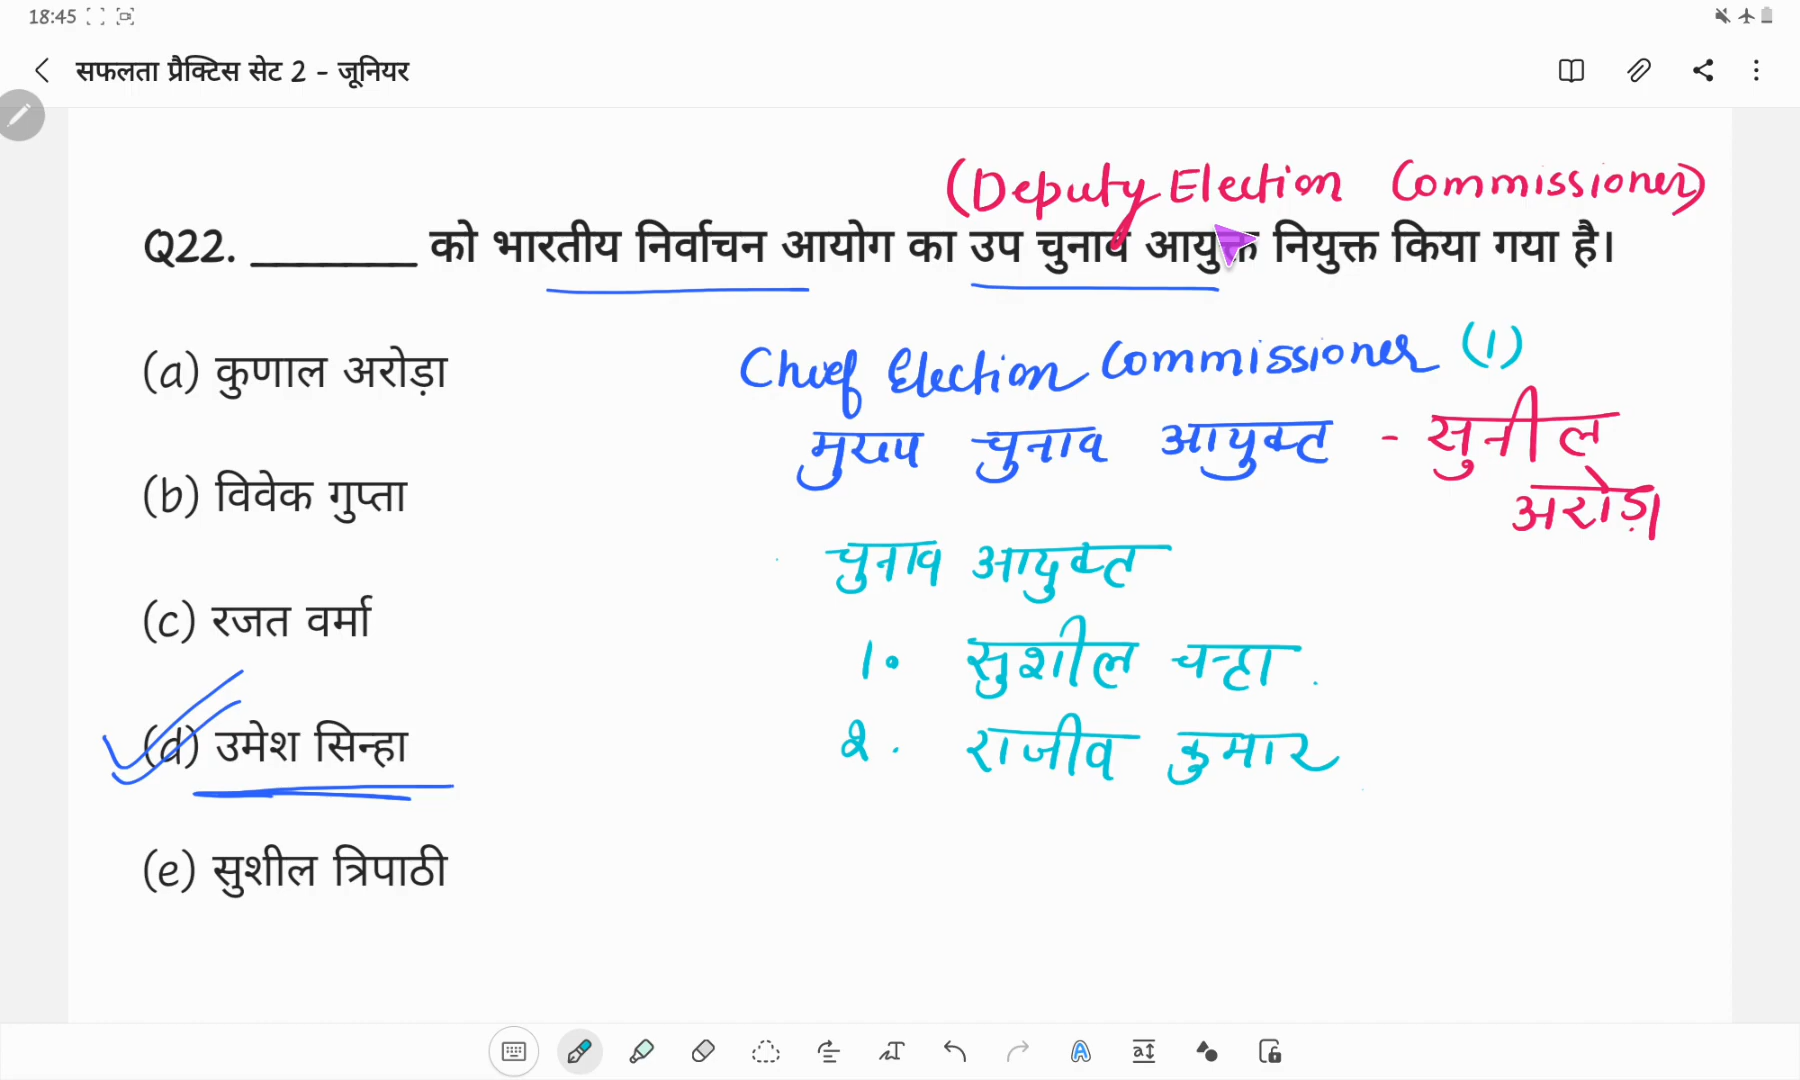 18:45
सफलता प्रैक्टिस सेट 2 - जूनियर
(Deputy Election Commissioner)
Q22. _______ को भारतीय निर्वाचन आयोग का उप चुनाव आयुक्त नियुक्त किया गया है।
(a) कुणाल अरोड़ा
Chief Election Commissioner (1)
मुख्य चुनाव आयुक्त - सुनील
अरोड़ा
(b) विवेक गुप्ता
चुनाव आयुक्त
(c) रजत वर्मा
1. सुशील चन्द्रा
(d) उमेश सिन्हा
2. राजीव कुमार
(e) सुशील त्रिपाठी